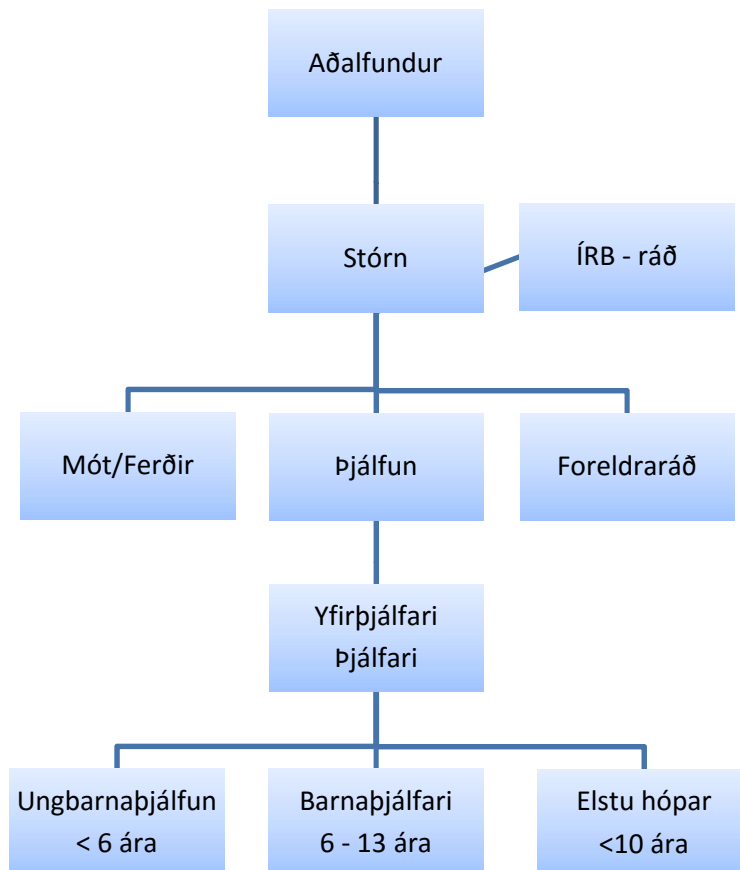 Aðalfundur
Stórn
ÍRB - ráð
Mót/Ferðir
Þjálfun
Foreldraráð
Yfirþjálfari
Þjálfari
Ungbarnaþjálfun
< 6 ára
Barnaþjálfari
6 - 13 ára
Elstu hópar
<10 ára